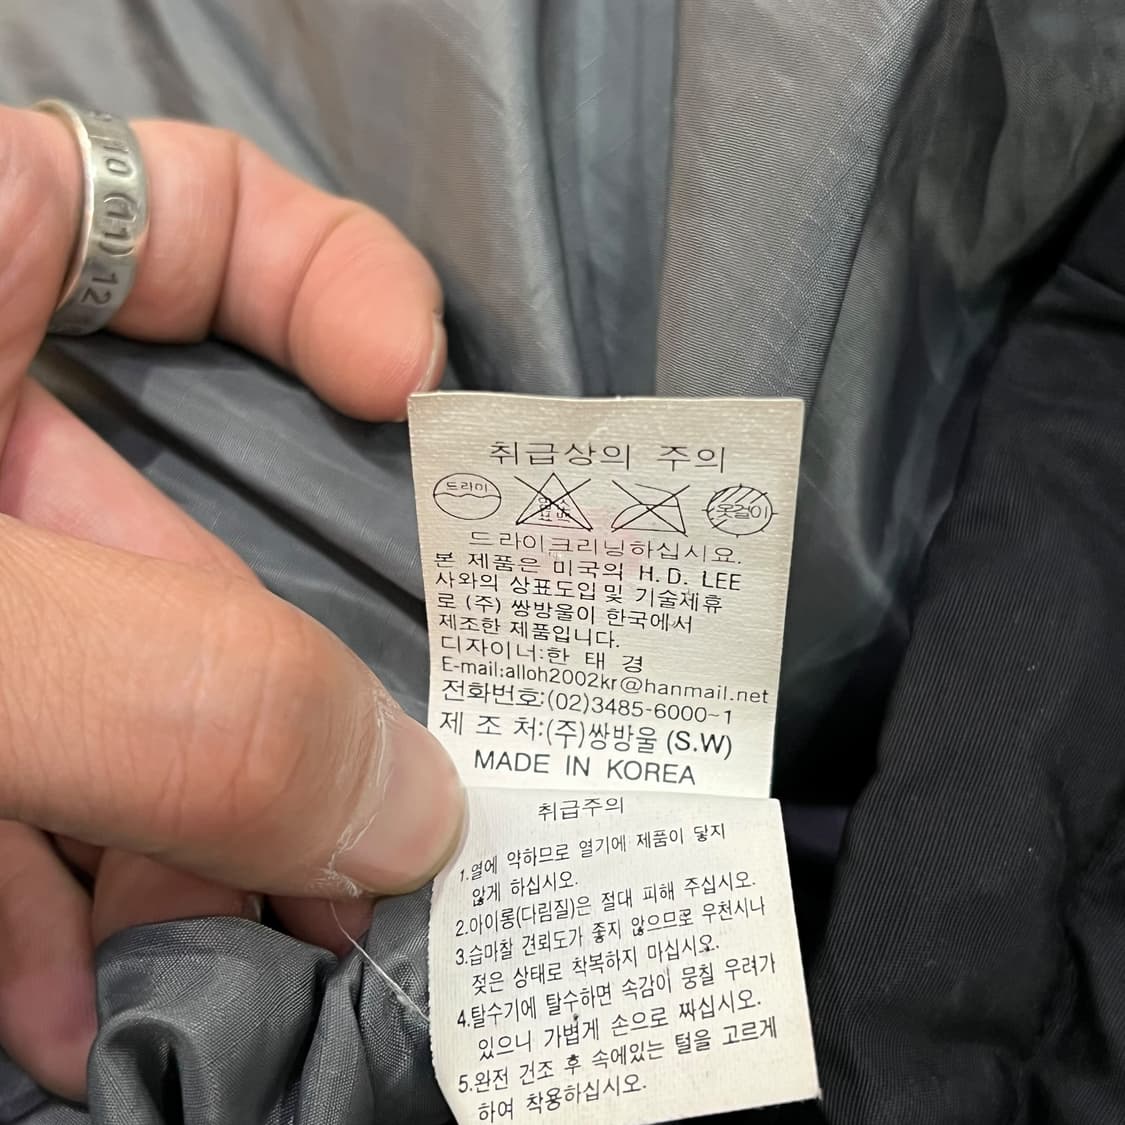 10 (11) 12
취급상의 주의
드라이
염소
표백
옷걸이
드라이크리닝하십시요.
본 제품은 미국의 H.D. LEE
사와의 상표도입및 기술제휴
로 (주) 쌍방울이 한국에서
제조한 제품입니다.
디자이너:한 태 경
E-mail:alloh2002kr@hanmail.net
전화번호:(02)3485-6000~1
제 조 처:(주)쌍방울 (S.W)
MADE IN KOREA
취급주의
1.열에 약하므로 열기에 제품이 닿지
않게 하십시오.
2.아이롱(다림질)은 절대 피해 주십시오.
3.습마찰 견뢰도가 좋지 않으므로 우천시나
젖은 상태로 착복하지 마십시오.
4.탈수기에 탈수하면 속감이 뭉칠 우려가
있으니 가볍게 손으로 짜십시오.
5.완전 건조 후 속에있는 털을 고르게
하여 착용하십시오.